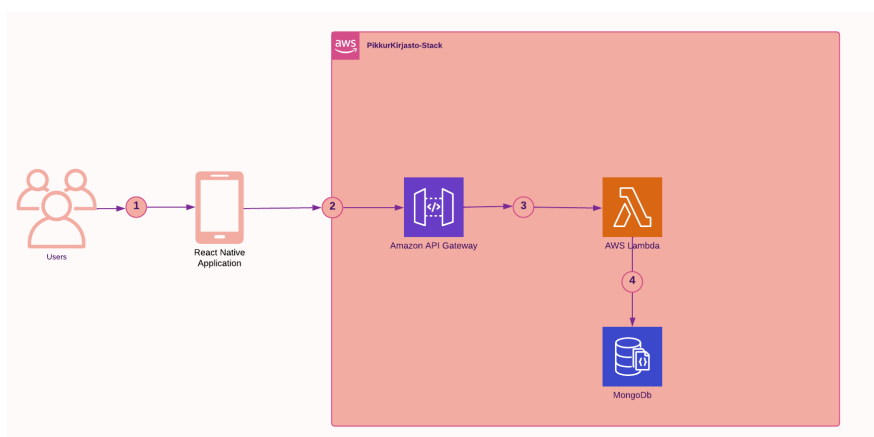 aws
PikkurKirjasto-Stack
1
2
3
Users
React Native
Application
Amazon API Gateway
AWS Lambda
4
MongoDb